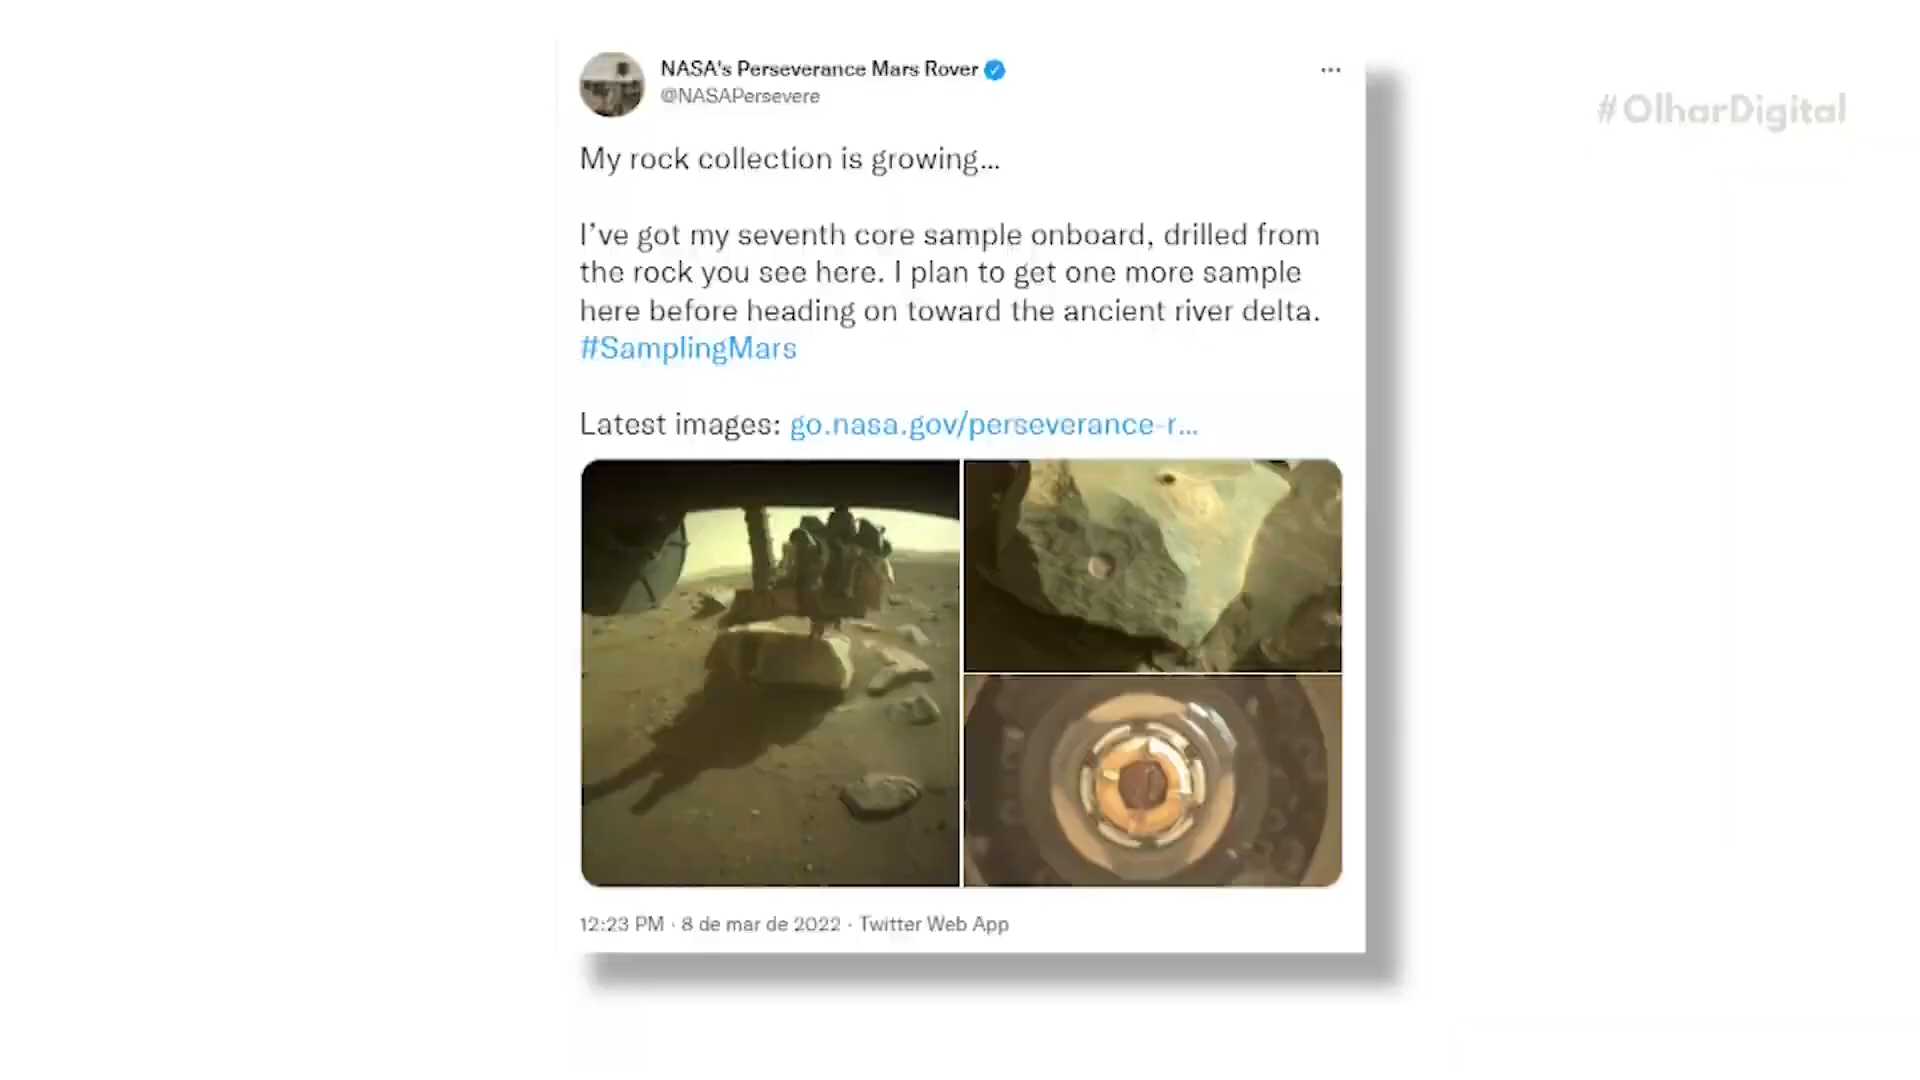 NASA's Perseverance Mars Rover
@NASAPersevere
#OlharDigital
My rock collection is growing...
I've got my seventh core sample onboard, drilled from
the rock you see here. I plan to get one more sample
here before heading on toward the ancient river delta.
#SamplingMars
Latest images: go.nasa.gov/perseverance-r...
12:23 PM · 8 de mar de 2022 · Twitter Web App